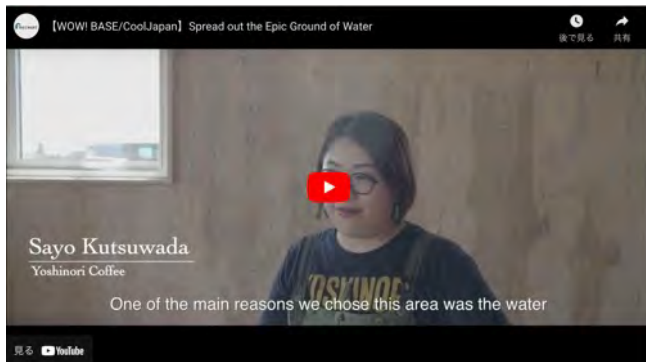 【WOW! BASE/CoolJapan】Spread out the Epic Ground of Water
後で見る
共有
Sayo Kutsuwada
Yoshinori Coffee
One of the main reasons we chose this area was the water
見る YouTube